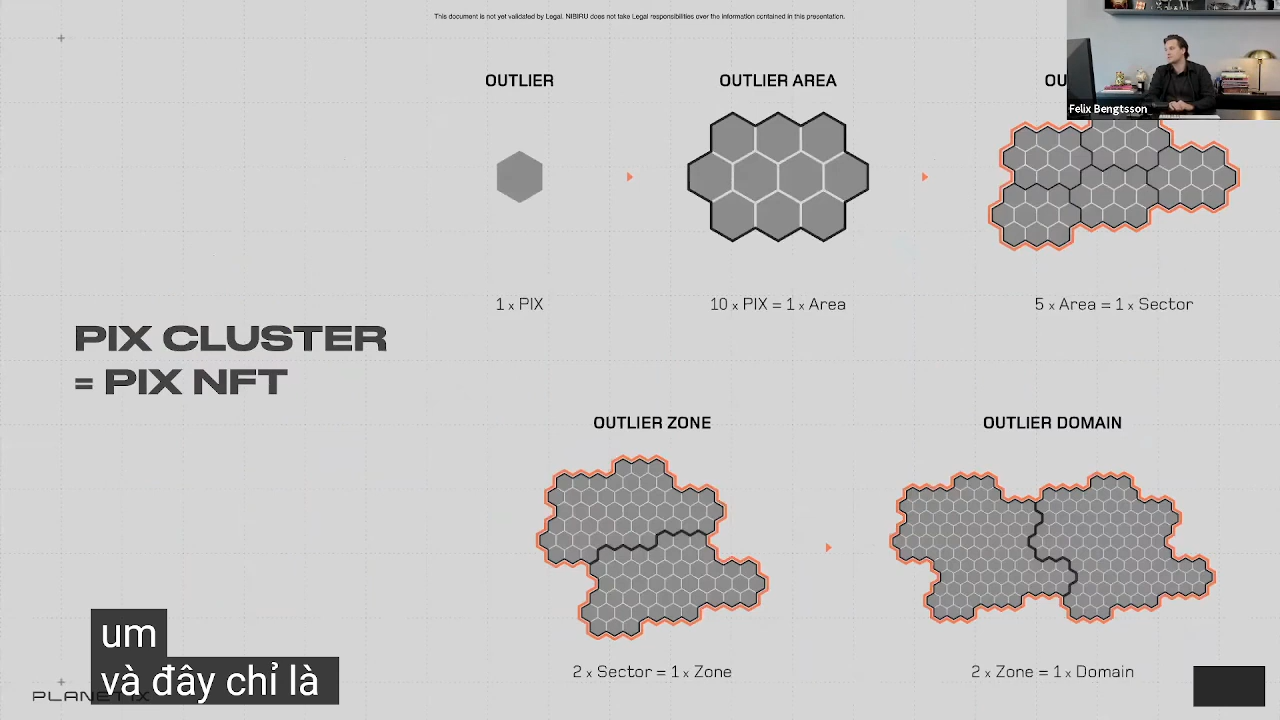 This document is not yet validated by Legal. NIBIRU does not take Legal responsibilities over the information contained in this presentation.
OUTLIER
OUTLIER AREA
OU
Felix Bengtsson
1 x PIX
10 x PIX = 1 x Area
5 x Area = 1 x Sector
PIX CLUSTER
= PIX NFT
OUTLIER ZONE
OUTLIER DOMAIN
2 x Sector = 1 x Zone
2 x Zone = 1 x Domain
um
và đây chỉ là
PLANET IX